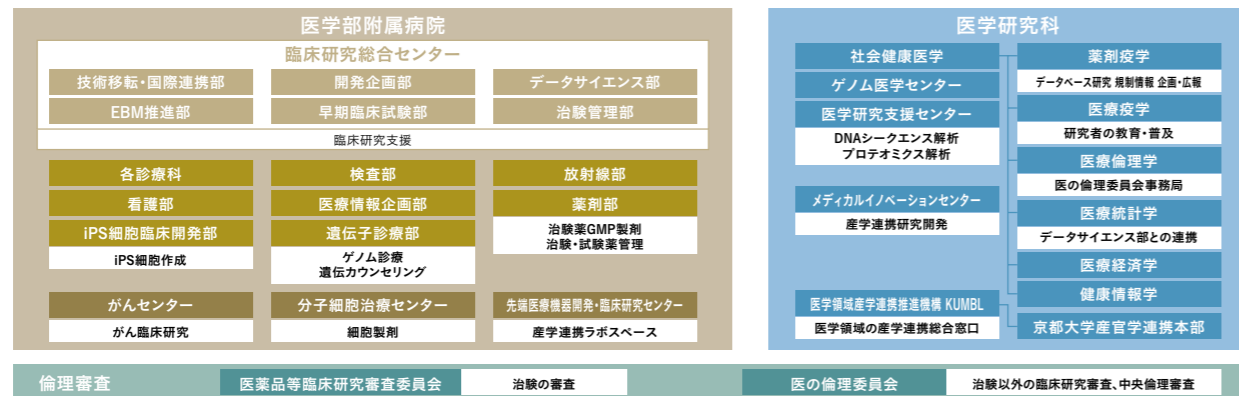 医学部附属病院
臨床研究総合センター
技術移転・国際連携部
開発企画部
データサイエンス部
EBM推進部
早期臨床試験部
治験管理部
臨床研究支援
各診療科
検査部
放射線部
看護部
医療情報企画部
薬剤部
治験薬GMP製剤
治験・試験薬管理
iPS細胞臨床開発部
iPS細胞作成
遺伝子診療部
ゲノム診療
遺伝カウンセリング
がんセンター
がん臨床研究
分子細胞治療センター
細胞製剤
先端医療機器開発・臨床研究センター
産学連携ラボスペース
医学研究科
社会健康医学
ゲノム医学センター
医学研究支援センター
DNAシークエンス解析
プロテオミクス解析
メディカルイノベーションセンター
産学連携研究開発
医学領域産学連携推進機構 KUMBL
医学領域の産学連携総合窓口
薬剤疫学
データベース研究 規制情報 企画・広報
医療疫学
研究者の教育・普及
医療倫理学
医の倫理委員会事務局
医療統計学
データサイエンス部との連携
医療経済学
健康情報学
京都大学産官学連携本部
倫理審査
医薬品等臨床研究審査委員会
治験の審査
医の倫理委員会
治験以外の臨床研究審査、中央倫理審査